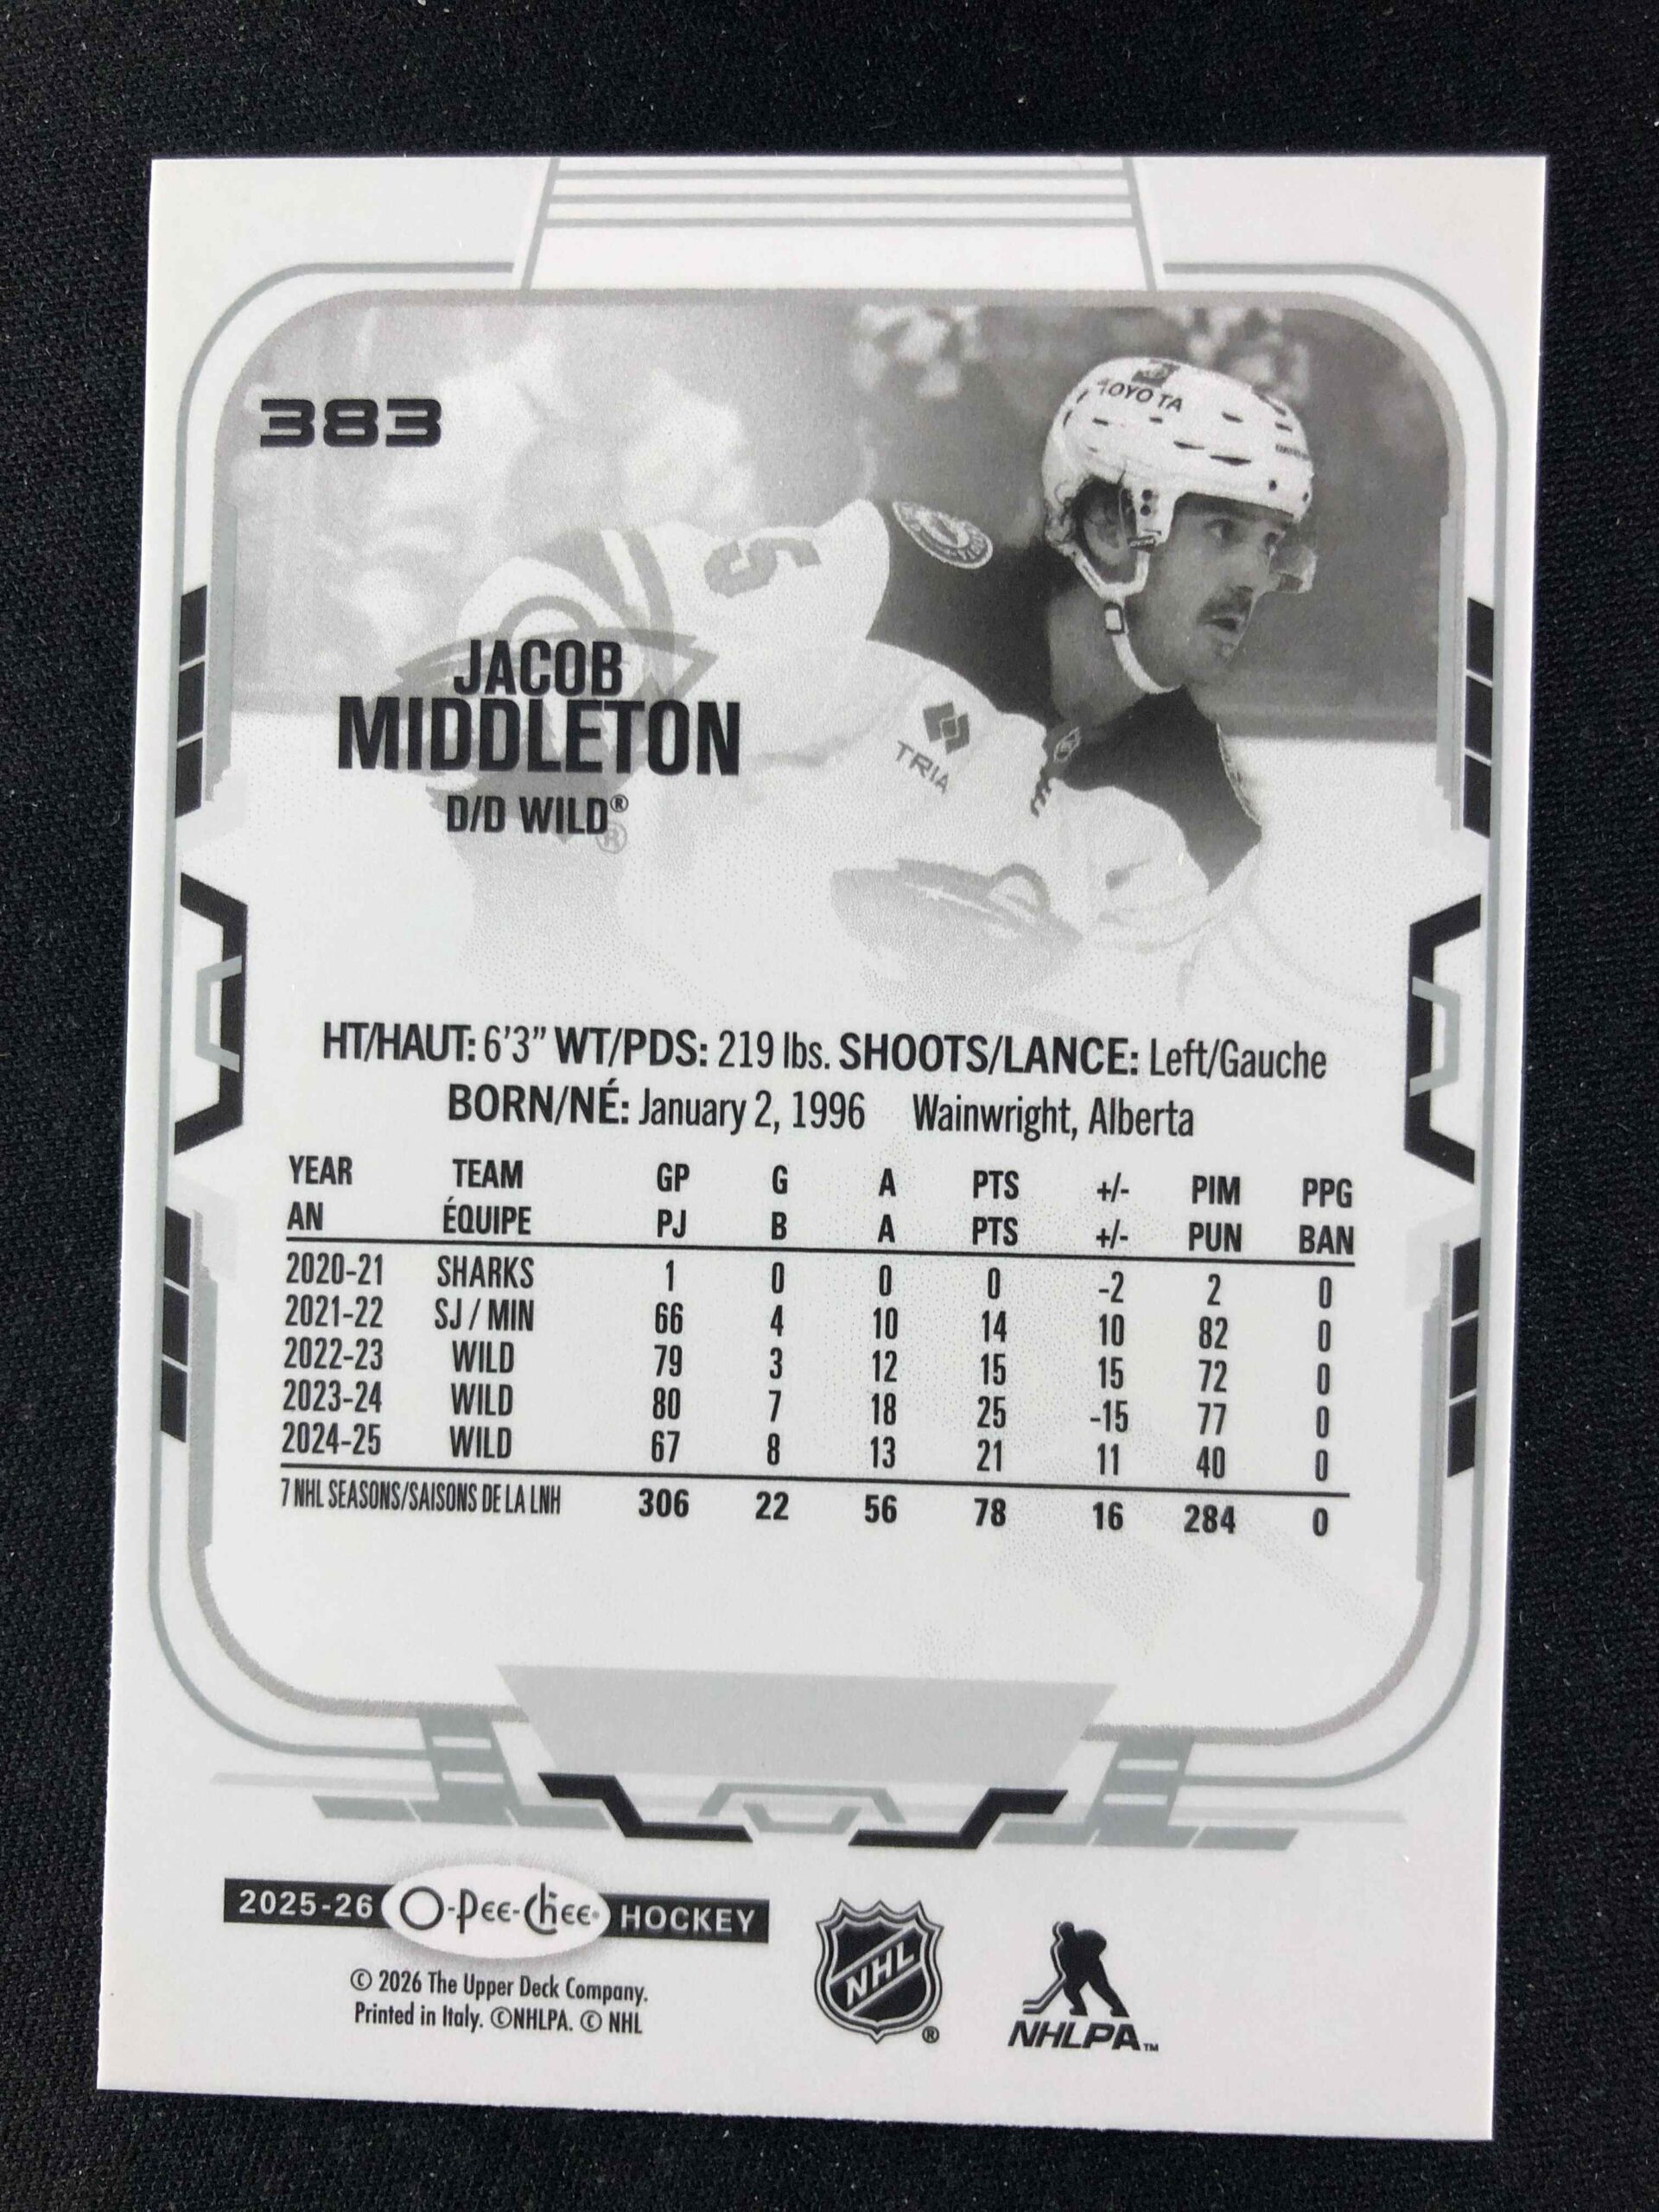 383
TOYOTA
5
TRIA
JACOB
MIDDLETON
D/D WILD®
®
HT/HAUT: 6'3" WT/PDS: 219 lbs. SHOOTS/LANCE: Left/Gauche
BORN/NÉ: January 2, 1996 Wainwright, Alberta
YEAR TEAM GP G A PTS +/- PIM PPG
AN ÉQUIPE PJ B A PTS +/- PUN BAN
2020-21 SHARKS 1 0 0 0 -2 2 0
2021-22 SJ / MIN 66 4 10 14 10 82 0
2022-23 WILD 79 3 12 15 15 72 0
2023-24 WILD 80 7 18 25 -15 77 0
2024-25 WILD 67 8 13 21 11 40 0
7 NHL SEASONS/SAISONS DE LA LNH 306 22 56 78 16 284 0
2025-26 O-Pee-Chee® HOCKEY
© 2026 The Upper Deck Company.
Printed in Italy. ©NHLPA. © NHL
NHL ®
NHLPA™